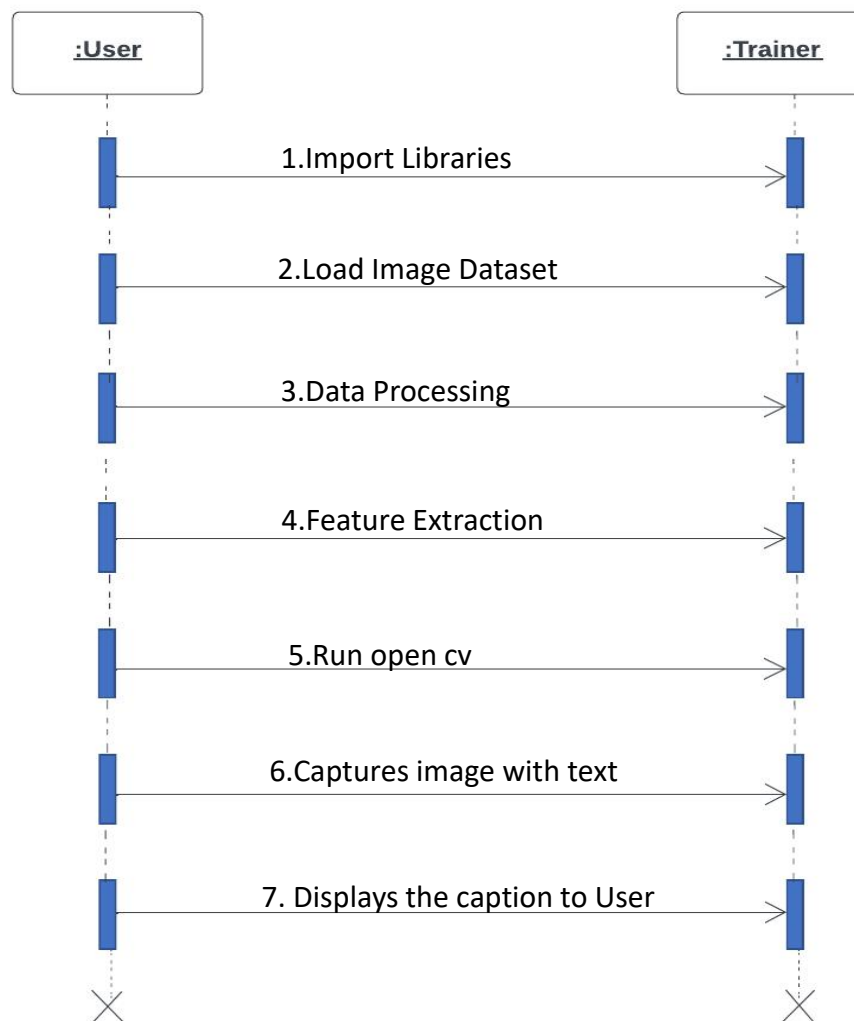 :User
:Trainer
1.Import Libraries
2.Load Image Dataset
3.Data Processing
4.Feature Extraction
5.Run open cv
6.Captures image with text
7. Displays the caption to User